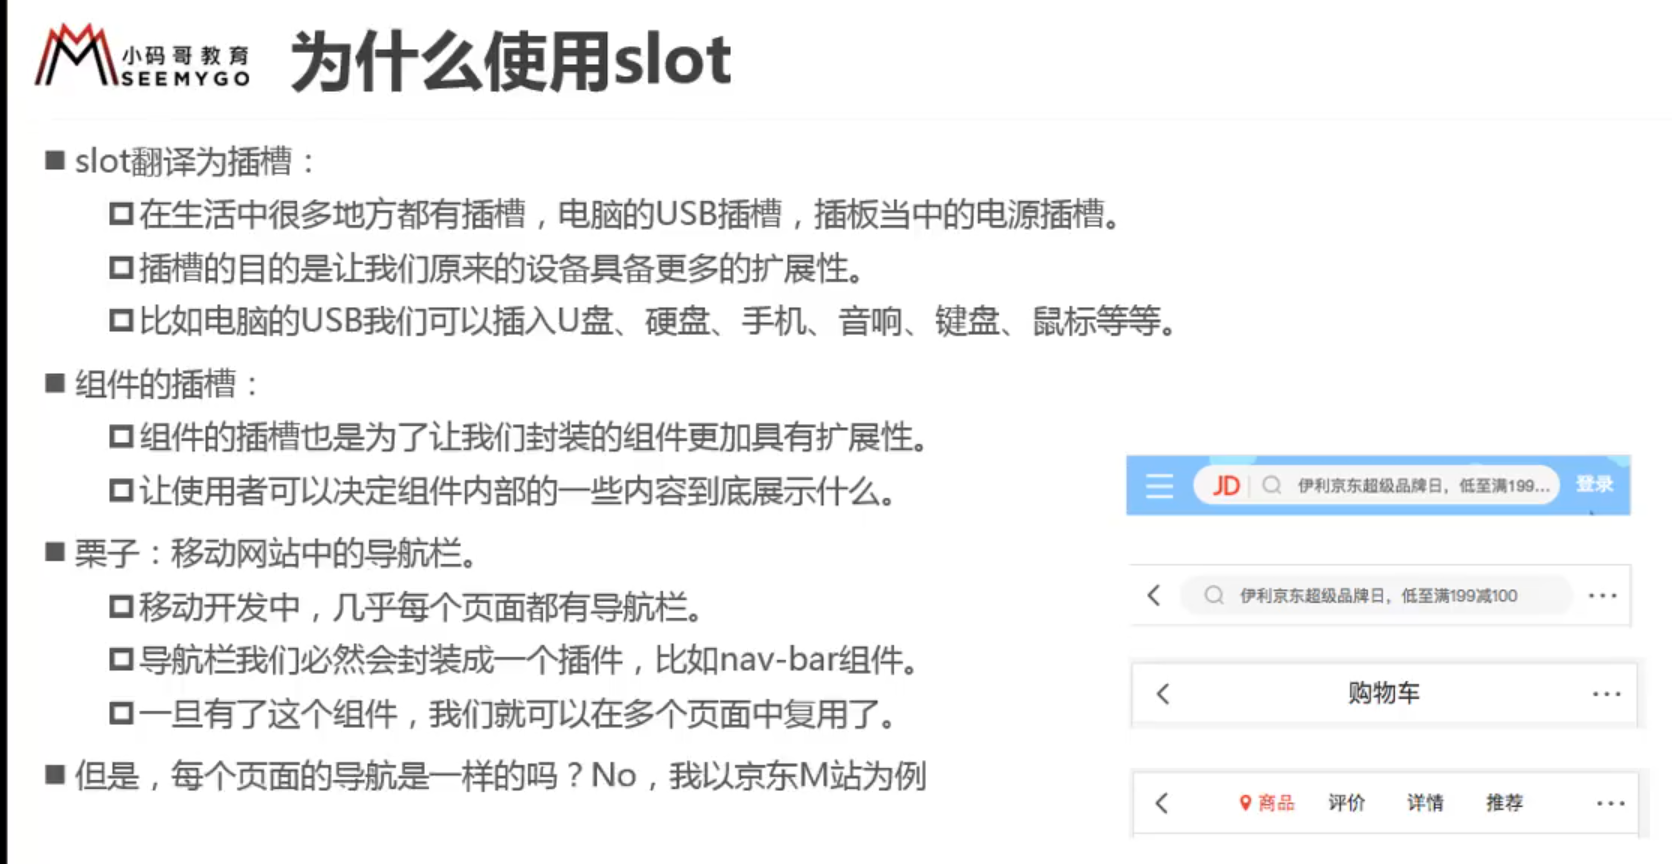 小码哥教育
SEEMYGO
为什么使用slot
slot翻译为插槽：
在生活中很多地方都有插槽，电脑的USB插槽，插板当中的电源插槽。
插槽的目的是让我们原来的设备具备更多的扩展性。
比如电脑的USB我们可以插入U盘、硬盘、手机、音响、键盘、鼠标等等。
组件的插槽：
组件的插槽也是为了让我们封装的组件更加具有扩展性。
让使用者可以决定组件内部的一些内容到底展示什么。
栗子：移动网站中的导航栏。
移动开发中，几乎每个页面都有导航栏。
导航栏我们必然会封装成一个插件，比如nav-bar组件。
一旦有了这个组件，我们就可以在多个页面中复用了。
但是，每个页面的导航是一样的吗？No，我以京东M站为例
JD 伊利京东超级品牌日，低至满199... 登录
伊利京东超级品牌日，低至满199减100
购物车
商品 评价 详情 推荐